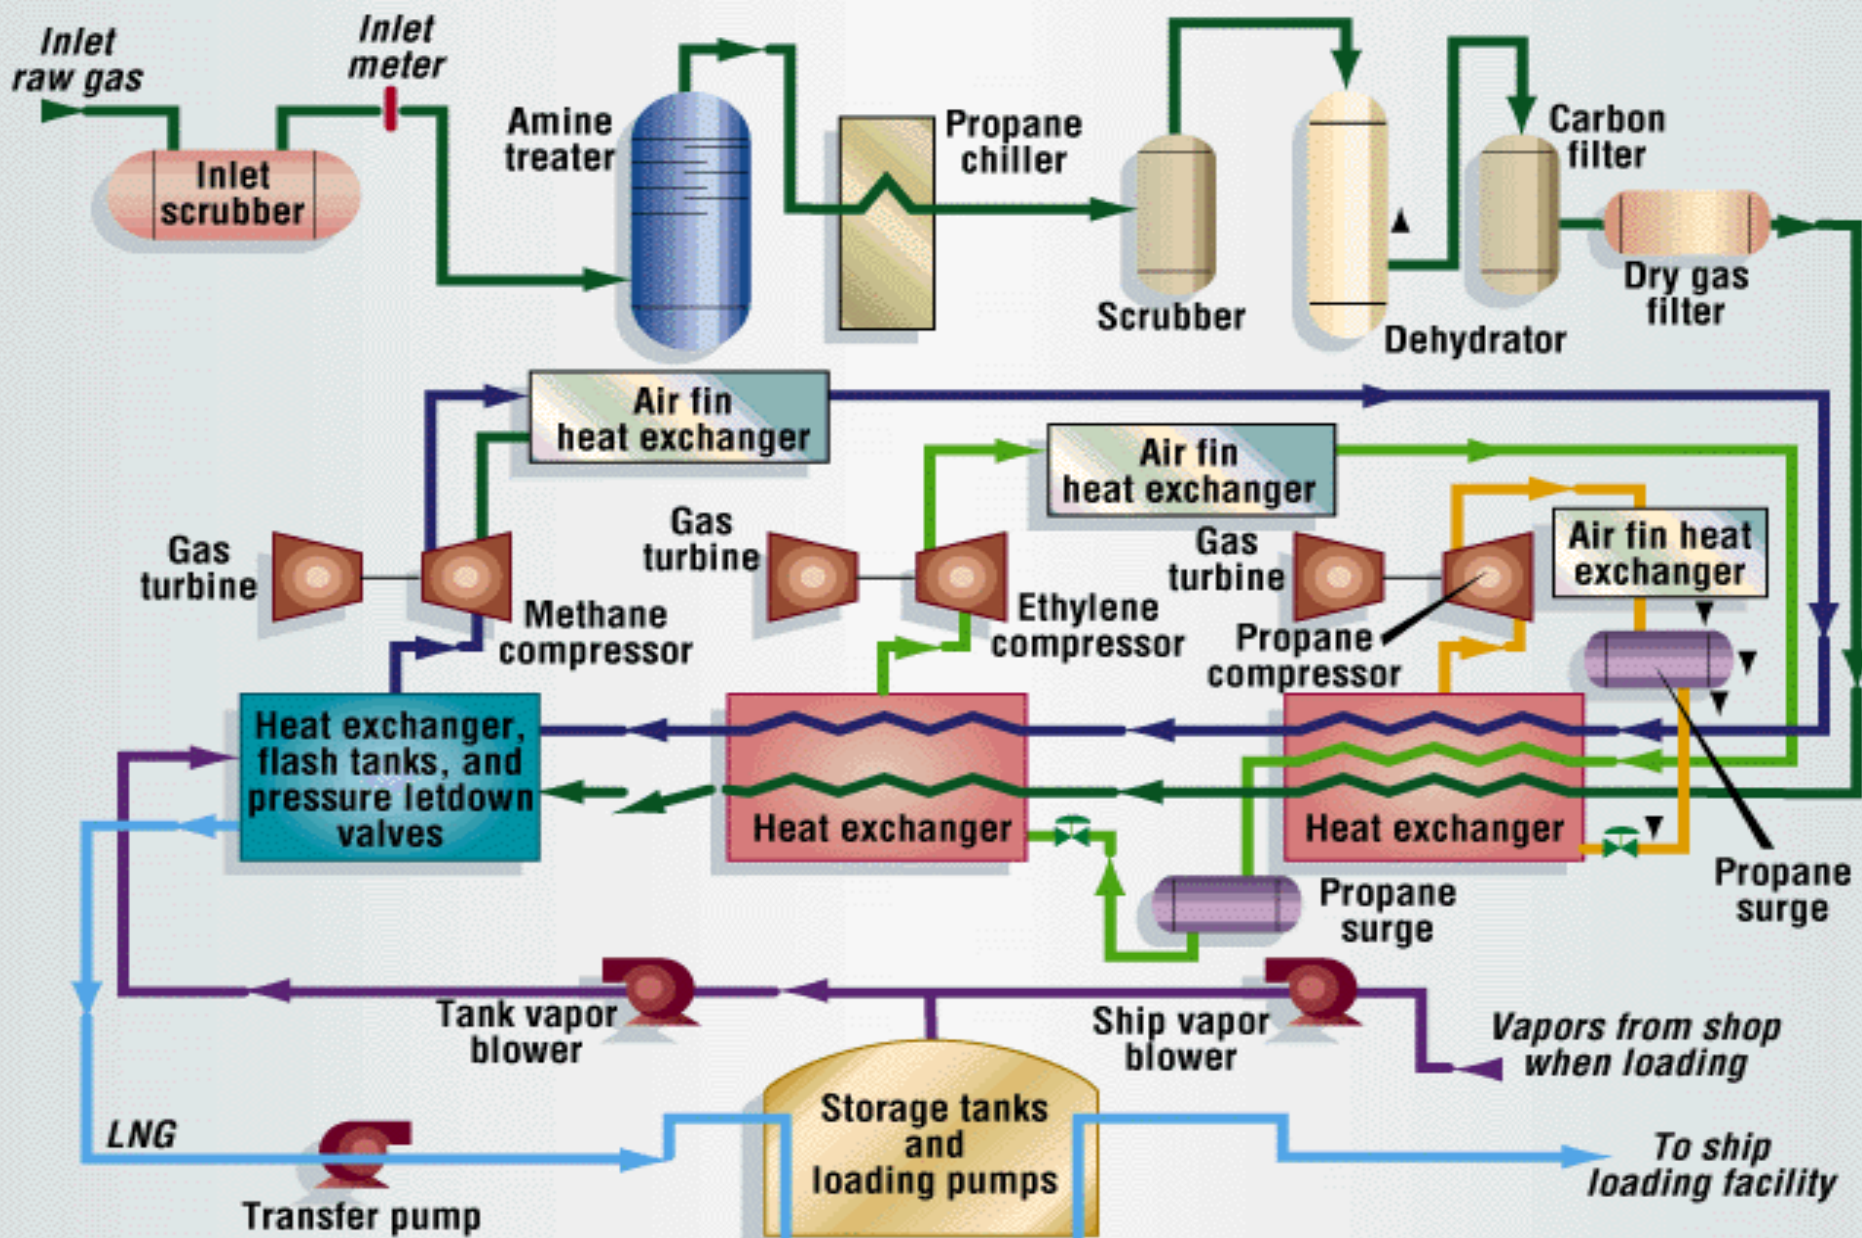 Inlet
raw gas
Inlet
meter
Inlet
scrubber
Amine
treater
Propane
chiller
Scrubber
Dehydrator
Carbon
filter
Dry gas
filter
Air fin
heat exchanger
Air fin
heat exchanger
Air fin heat
exchanger
Gas
turbine
Methane
compressor
Gas
turbine
Ethylene
compressor
Gas
turbine
Propane
compressor
Heat exchanger,
flash tanks, and
pressure letdown
valves
Heat exchanger
Heat exchanger
Propane
surge
Propane
surge
Tank vapor
blower
Ship vapor
blower
Vapors from shop
when loading
LNG
Transfer pump
Storage tanks
and
loading pumps
To ship
loading facility